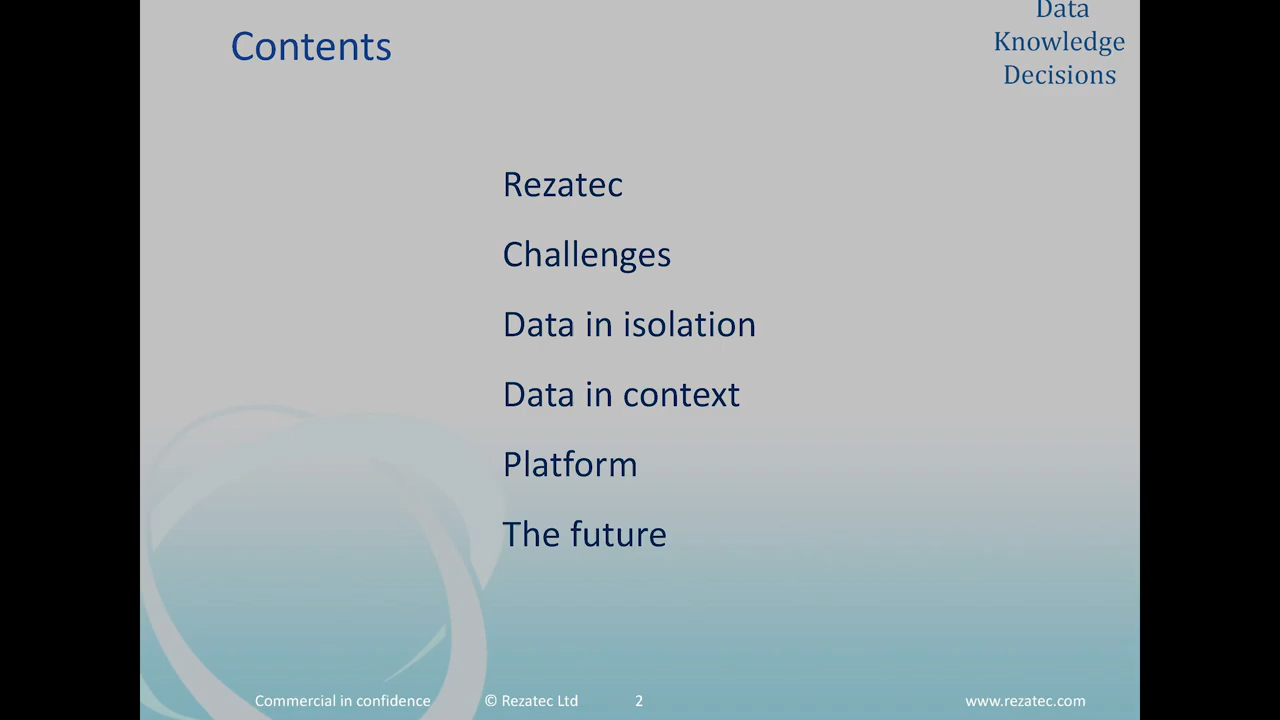 Contents
Data
Knowledge
Decisions
Rezatec
Challenges
Data in isolation
Data in context
Platform
The future
Commercial in confidence © Rezatec Ltd 2 www.rezatec.com